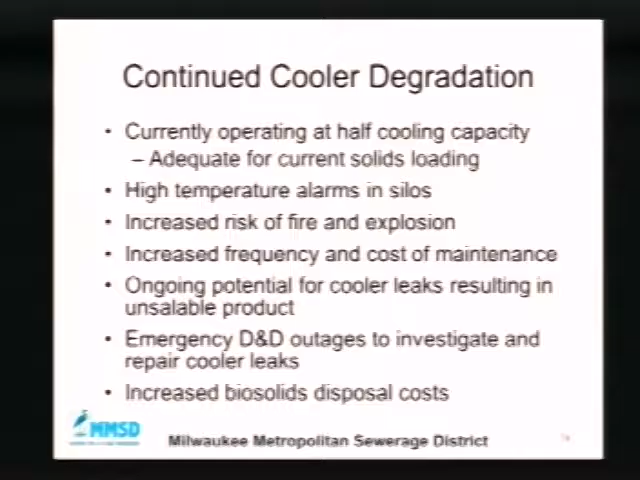 Continued Cooler Degradation
• Currently operating at half cooling capacity
– Adequate for current solids loading
• High temperature alarms in silos
• Increased risk of fire and explosion
• Increased frequency and cost of maintenance
• Ongoing potential for cooler leaks resulting in
unsalable product
• Emergency D&D outages to investigate and
repair cooler leaks
• Increased biosolids disposal costs
MMSD
Milwaukee Metropolitan Sewerage District